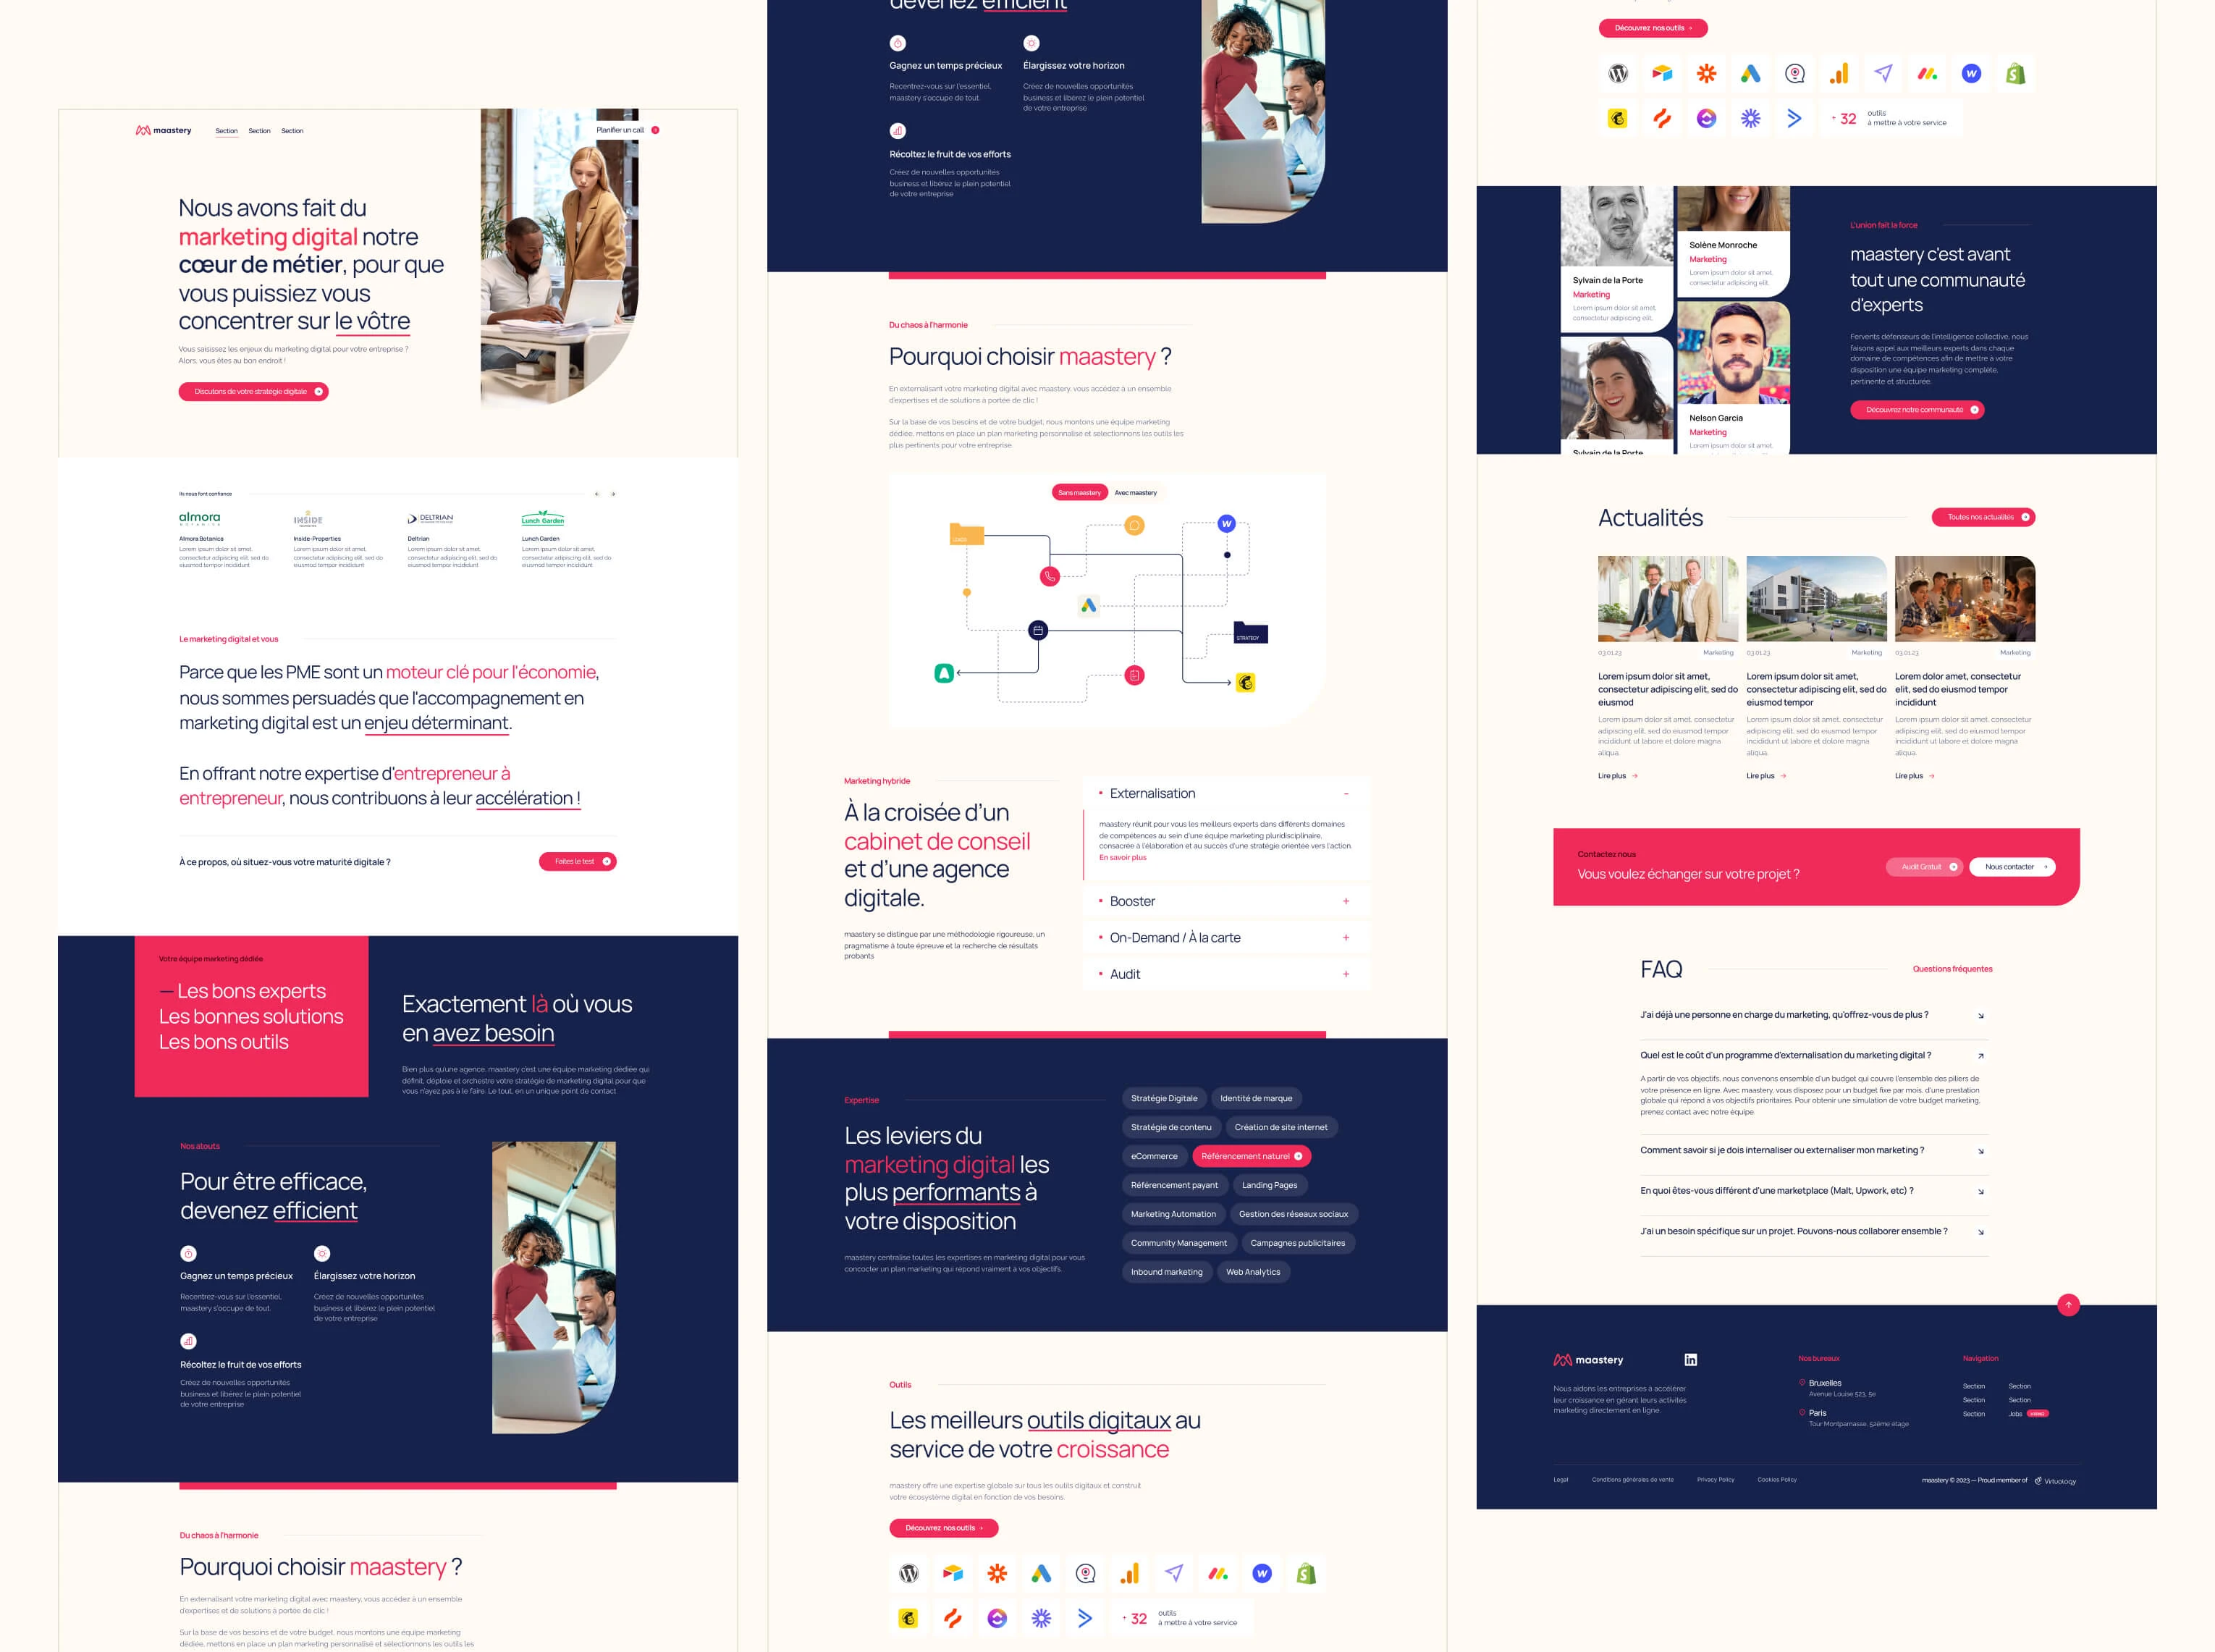 maastery
Section Section Section
Planifier un call
Nous avons fait du
marketing digital notre
cœur de métier, pour que
vous puissiez vous
concentrer sur le vôtre
Vous saisissez les enjeux du marketing digital pour votre entreprise ?
Alors, vous êtes au bon endroit !
Discutons de votre stratégie digitale
Ils nous font confiance
almora
BOTANICA
INSIDE
DELTRIAN
Lunch Garden
Almora Botanica
Lorem ipsum dolor sit amet,
consectetur adipiscing elit, sed do
eiusmod tempor incididunt
Inside-Properties
Lorem ipsum dolor sit amet,
consectetur adipiscing elit, sed do
eiusmod tempor incididunt
Deltrian
Lorem ipsum dolor sit amet,
consectetur adipiscing elit, sed do
eiusmod tempor incididunt
Lunch Garden
Lorem ipsum dolor sit amet,
consectetur adipiscing elit, sed do
eiusmod tempor incididunt
Le marketing digital et vous
Parce que les PME sont un moteur clé pour l'économie,
nous sommes persuadés que l'accompagnement en
marketing digital est un enjeu déterminant.
En offrant notre expertise d'entrepreneur à
entrepreneur, nous contribuons à leur accélération !
À ce propos, où situez-vous votre maturité digitale ?
Faites le test
Votre équipe marketing dédiée
— Les bons experts
Les bonnes solutions
Les bons outils
Exactement là où vous
en avez besoin
Bien plus qu'une agence, maastery c'est une équipe marketing dédiée qui
définit, déploie et orchestre votre stratégie de marketing digital pour que
vous n'ayez pas à le faire. Le tout, en un unique point de contact
Nos atouts
Pour être efficace,
devenez efficient
Gagnez un temps précieux
Recentrez-vous sur l'essentiel,
maastery s'occupe de tout.
Élargissez votre horizon
Créez de nouvelles opportunités
business et libérez le plein potentiel
de votre entreprise
Récoltez le fruit de vos efforts
Créez de nouvelles opportunités
business et libérez le plein potentiel
de votre entreprise
Du chaos à l'harmonie
Pourquoi choisir maastery ?
En externalisant votre marketing digital avec maastery, vous accédez à un ensemble
d'expertises et de solutions à portée de clic !
Sur la base de vos besoins et de votre budget, nous montons une équipe marketing
dédiée, mettons en place un plan marketing personnalisé et sélectionnons les outils les
devenez efficient
Gagnez un temps précieux
Recentrez-vous sur l'essentiel,
maastery s'occupe de tout.
Élargissez votre horizon
Créez de nouvelles opportunités
business et libérez le plein potentiel
de votre entreprise
Récoltez le fruit de vos efforts
Créez de nouvelles opportunités
business et libérez le plein potentiel
de votre entreprise
Du chaos à l'harmonie
Pourquoi choisir maastery ?
En externalisant votre marketing digital avec maastery, vous accédez à un ensemble
d'expertises et de solutions à portée de clic !
Sur la base de vos besoins et de votre budget, nous montons une équipe marketing
dédiée, mettons en place un plan marketing personnalisé et sélectionnons les outils les
plus pertinents pour votre entreprise.
Sans maastery Avec maastery
STRATEGY
Marketing hybride
À la croisée d'un
cabinet de conseil
et d'une agence
digitale.
maastery se distingue par une méthodologie rigoureuse, un
pragmatisme à toute épreuve et la recherche de résultats
probants
Externalisation –
maastery réunit pour vous les meilleurs experts dans différents domaines
de compétences au sein d'une équipe marketing pluridisciplinaire,
consacrée à l'élaboration et au succès d'une stratégie orientée vers l'action.
En savoir plus
Booster +
On-Demand / À la carte +
Audit +
Expertise
Les leviers du
marketing digital les
plus performants à
votre disposition
maastery centralise toutes les expertises en marketing digital pour vous
concocter un plan marketing qui répond vraiment à vos objectifs.
Stratégie Digitale Identité de marque
Stratégie de contenu Création de site internet
eCommerce Référencement naturel
Référencement payant Landing Pages
Marketing Automation Gestion des réseaux sociaux
Community Management Campagnes publicitaires
Inbound marketing Web Analytics
Outils
Les meilleurs outils digitaux au
service de votre croissance
maastery offre une expertise globale sur tous les outils digitaux et construit
votre écosystème digital en fonction de vos besoins.
Découvrez nos outils
+ 32 outils
à mettre à votre service
Découvrez nos outils
+ 32 outils
à mettre à votre service
Sylvain de la Porte
Marketing
Lorem ipsum dolor sit amet,
consectetur adipiscing elit.
Sylvain de la Porte
Solène Monroche
Marketing
Lorem ipsum dolor sit amet,
consectetur adipiscing elit.
Nelson Garcia
Marketing
Lorem ipsum dolor sit amet,
L'union fait la force
maastery c'est avant
tout une communauté
d'experts
Fervents défenseurs de l'intelligence collective, nous
faisons appel aux meilleurs experts dans chaque
domaine de compétences afin de mettre à votre
disposition une équipe marketing complète,
pertinente et structurée.
Découvrez notre communauté
Actualités
Toutes nos actualités
03.01.23 Marketing
Lorem ipsum dolor sit amet,
consectetur adipiscing elit, sed do
eiusmod
Lorem ipsum dolor sit amet, consectetur
adipiscing elit, sed do eiusmod tempor
incididunt ut labore et dolore magna
aliqua.
Lire plus
03.01.23 Marketing
Lorem ipsum dolor sit amet,
consectetur adipiscing elit, sed do
eiusmod tempor
Lorem ipsum dolor sit amet, consectetur
adipiscing elit, sed do eiusmod tempor
incididunt ut labore et dolore magna
aliqua.
Lire plus
03.01.23 Marketing
Lorem dolor amet, consectetur
elit, sed do eiusmod tempor
incididunt
Lorem ipsum dolor sit amet, consectetur
adipiscing elit, sed do eiusmod tempor
incididunt ut labore et dolore magna
aliqua.
Lire plus
Contactez nous
Vous voulez échanger sur votre projet ?
Audit Gratuit
Nous contacter
FAQ
Questions fréquentes
J'ai déjà une personne en charge du marketing, qu'offrez-vous de plus ?
Quel est le coût d'un programme d'externalisation du marketing digital ?
A partir de vos objectifs, nous convenons ensemble d'un budget qui couvre l'ensemble des piliers de
votre présence en ligne. Avec maastery, vous disposez pour un budget fixe par mois, d'une prestation
globale qui répond à vos objectifs prioritaires. Pour obtenir une simulation de votre budget marketing,
prenez contact avec notre équipe
Comment savoir si je dois internaliser ou externaliser mon marketing ?
En quoi êtes-vous différent d'une marketplace (Malt, Upwork, etc) ?
J'ai un besoin spécifique sur un projet. Pouvons-nous collaborer ensemble ?
maastery
in
Nous aidons les entreprises à accélérer
leur croissance en gérant leurs activités
marketing directement en ligne.
Nos bureaux
Bruxelles
Avenue Louise 523, 5e
Paris
Tour Montparnasse, 52ème étage
Navigation
Section Section
Section Section
Section Jobs
Legal Conditions générales de vente Privacy Policy Cookies Policy
maastery © 2023 — Proud member of Virtuology